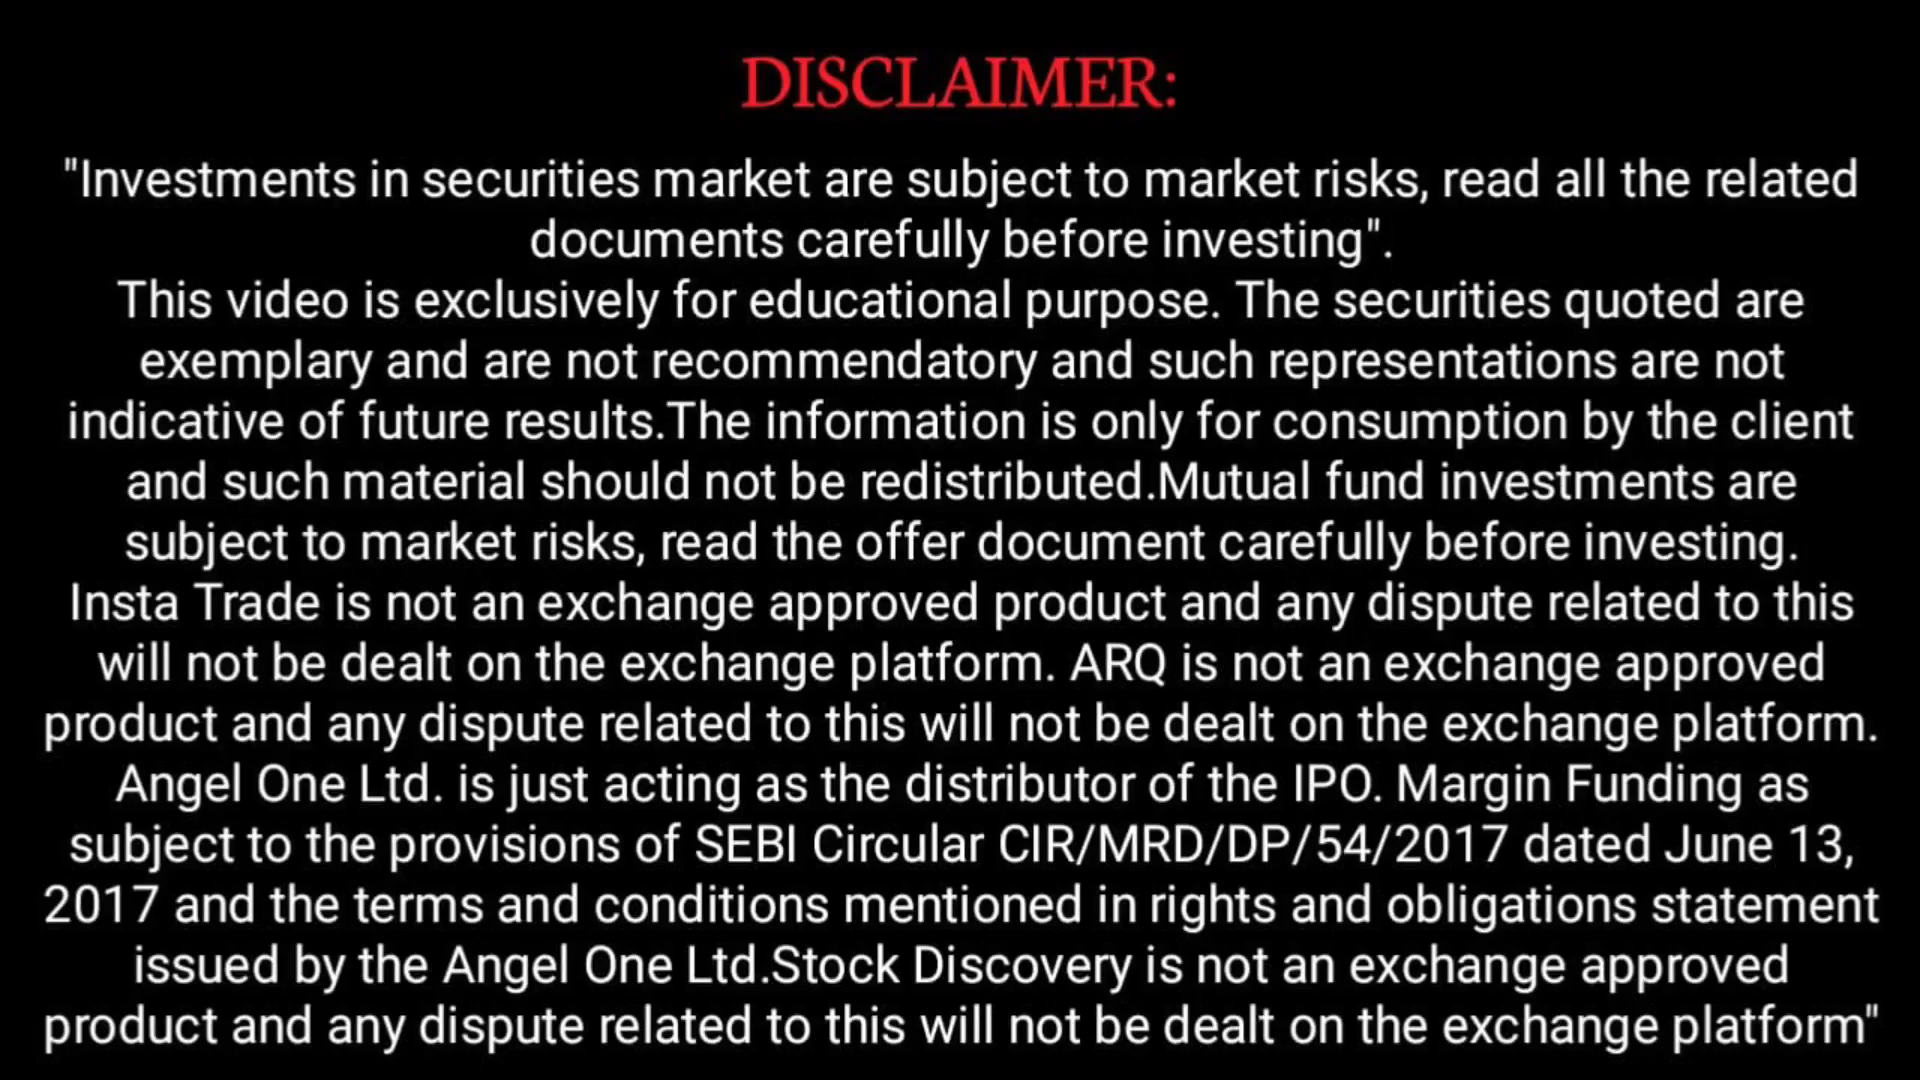 DISCLAIMER:
"Investments in securities market are subject to market risks, read all the related
documents carefully before investing".
This video is exclusively for educational purpose. The securities quoted are
exemplary and are not recommendatory and such representations are not
indicative of future results.The information is only for consumption by the client
and such material should not be redistributed.Mutual fund investments are
subject to market risks, read the offer document carefully before investing.
Insta Trade is not an exchange approved product and any dispute related to this
will not be dealt on the exchange platform. ARQ is not an exchange approved
product and any dispute related to this will not be dealt on the exchange platform.
Angel One Ltd. is just acting as the distributor of the IPO. Margin Funding as
subject to the provisions of SEBI Circular CIR/MRD/DP/54/2017 dated June 13,
2017 and the terms and conditions mentioned in rights and obligations statement
issued by the Angel One Ltd.Stock Discovery is not an exchange approved
product and any dispute related to this will not be dealt on the exchange platform"